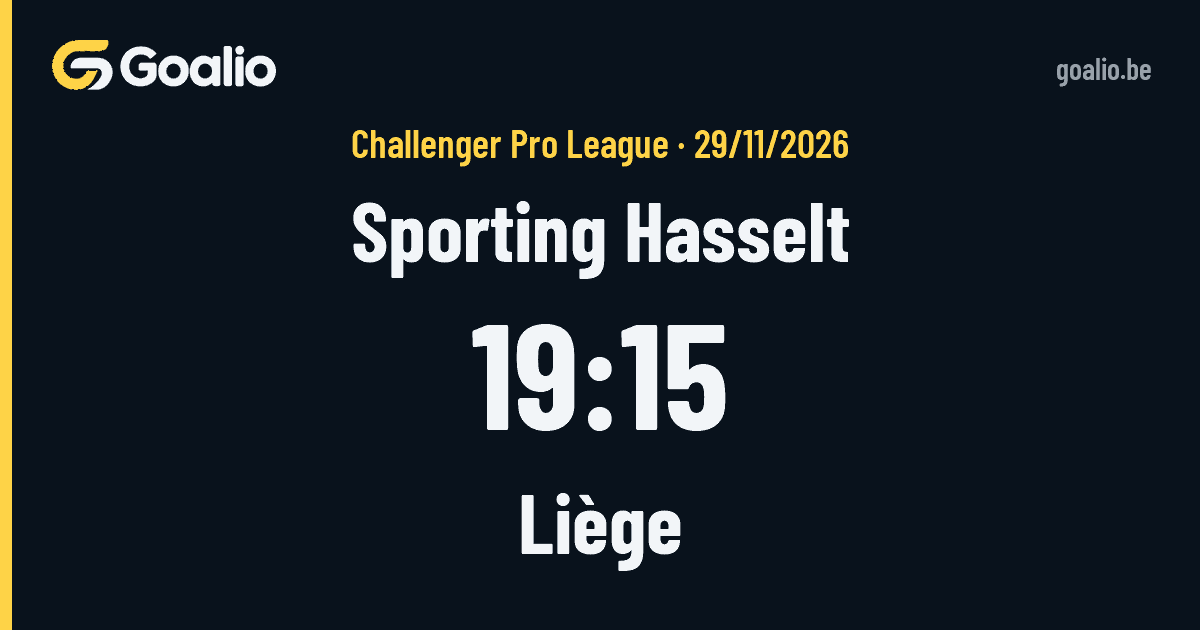 Goalio
goalio.be
Challenger Pro League · 29/11/2026
Sporting Hasselt
19:15
Liège